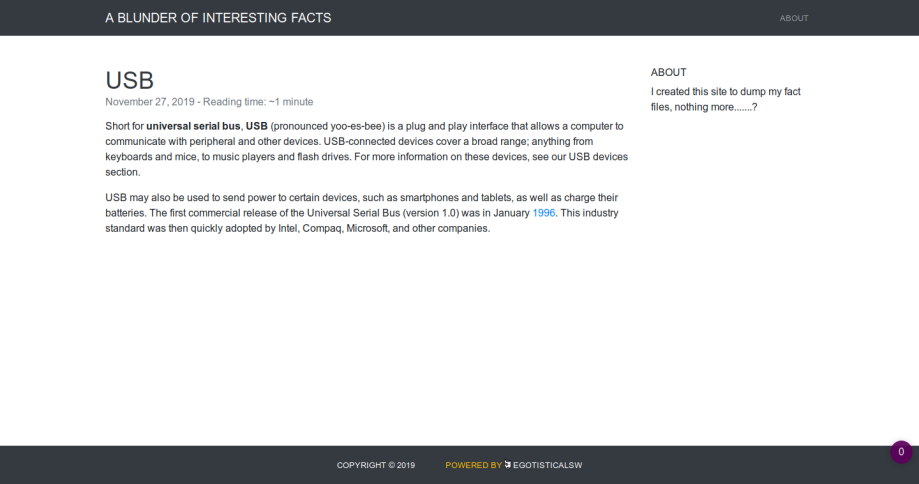 A BLUNDER OF INTERESTING FACTS
ABOUT
USB
November 27, 2019 - Reading time: ~1 minute
Short for universal serial bus, USB (pronounced yoo-es-bee) is a plug and play interface that allows a computer to
communicate with peripheral and other devices. USB-connected devices cover a broad range; anything from
keyboards and mice, to music players and flash drives. For more information on these devices, see our USB devices
section.
USB may also be used to send power to certain devices, such as smartphones and tablets, as well as charge their
batteries. The first commercial release of the Universal Serial Bus (version 1.0) was in January 1996. This industry
standard was then quickly adopted by Intel, Compaq, Microsoft, and other companies.
ABOUT
I created this site to dump my fact
files, nothing more.......?
COPYRIGHT © 2019
POWERED BY EGOTISTICALSW
0